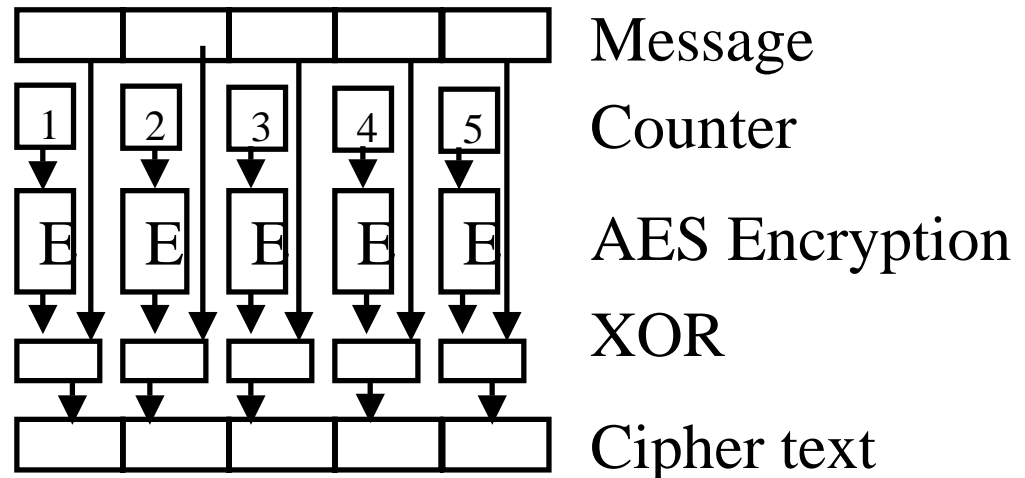 Message
1 2 3 4 5 Counter
E E E E E AES Encryption
XOR
Cipher text